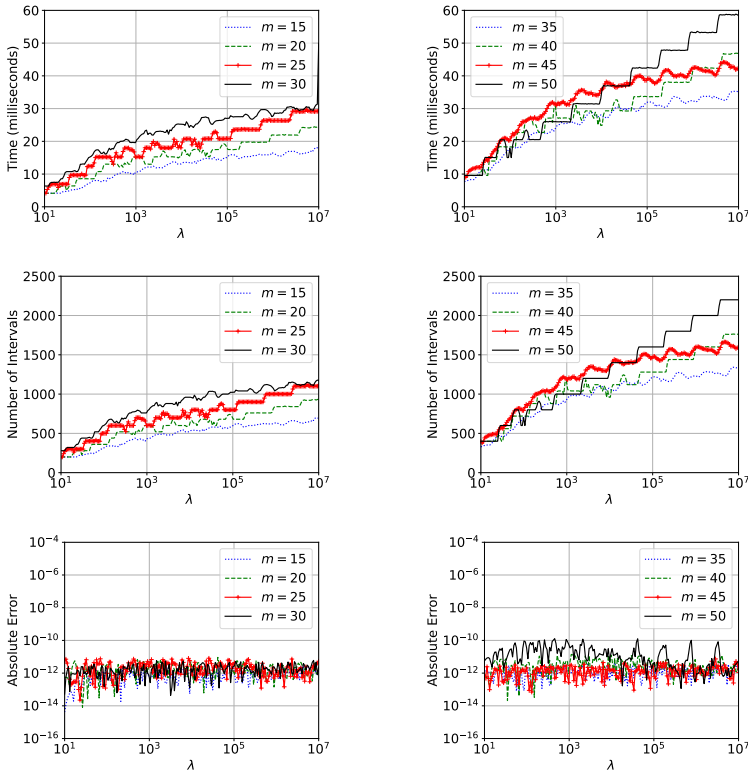 60
50
40
30
20
10
0
Time (milliseconds)
10^1 10^3 10^5 10^7
λ
m = 15
m = 20
m = 25
m = 30
60
50
40
30
20
10
0
Time (milliseconds)
10^1 10^3 10^5 10^7
λ
m = 35
m = 40
m = 45
m = 50
2500
2000
1500
1000
500
0
Number of Intervals
10^1 10^3 10^5 10^7
λ
m = 15
m = 20
m = 25
m = 30
2500
2000
1500
1000
500
0
Number of Intervals
10^1 10^3 10^5 10^7
λ
m = 35
m = 40
m = 45
m = 50
10^−4
10^−6
10^−8
10^−10
10^−12
10^−14
10^−16
Absolute Error
10^1 10^3 10^5 10^7
λ
m = 15
m = 20
m = 25
m = 30
10^−4
10^−6
10^−8
10^−10
10^−12
10^−14
10^−16
Absolute Error
10^1 10^3 10^5 10^7
λ
m = 35
m = 40
m = 45
m = 50